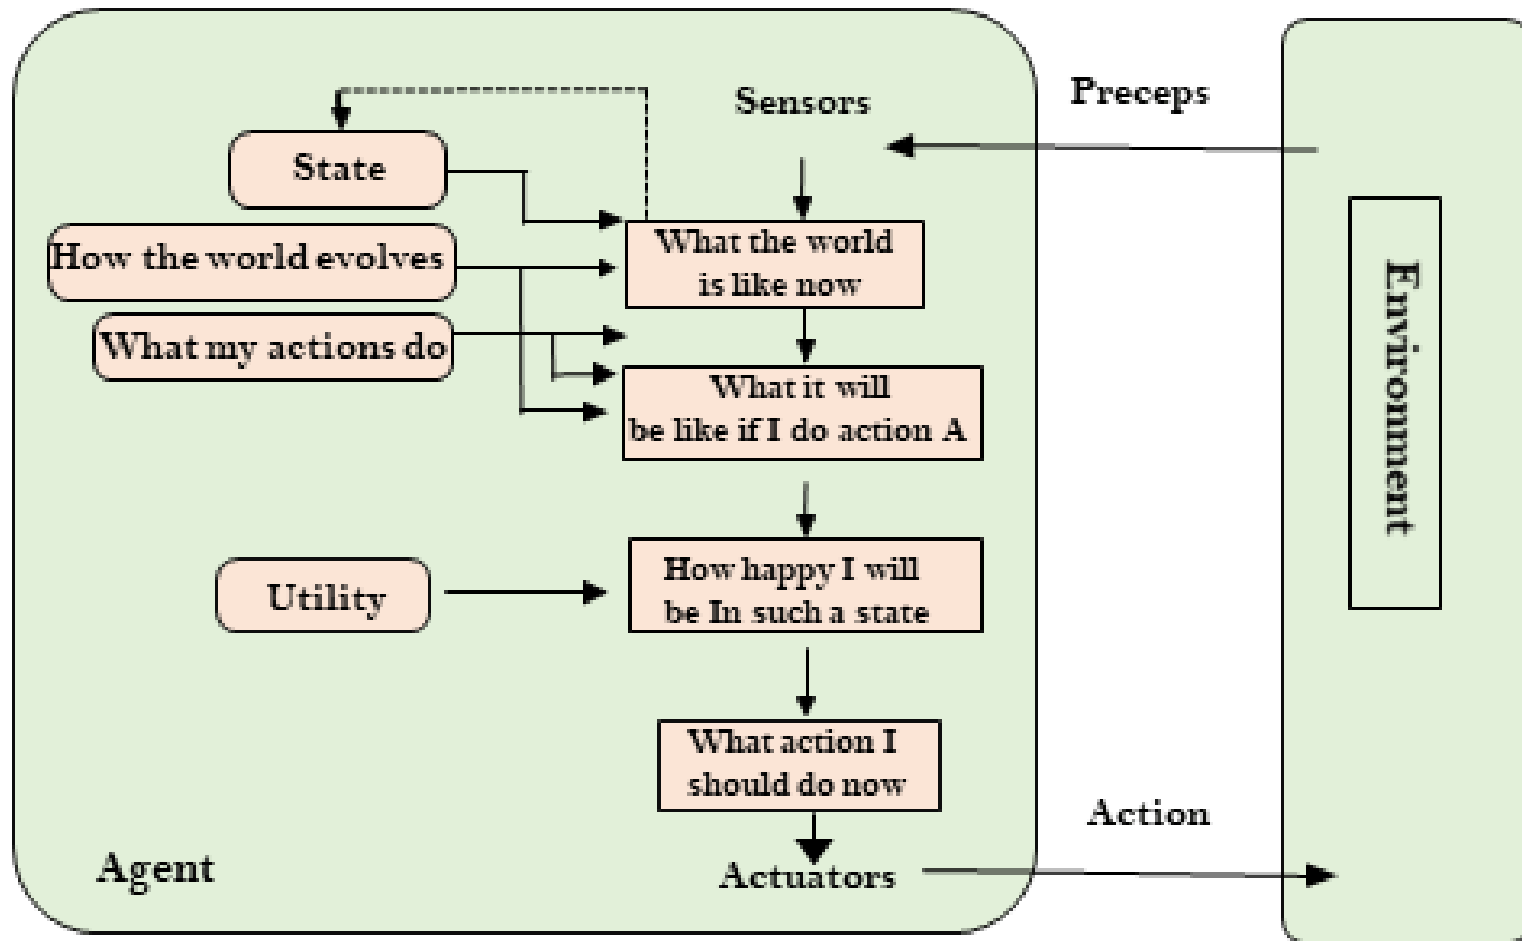 Sensors
Preceps
State
What the world
is like now
How the world evolves
What my actions do
What it will
be like if I do action A
Environment
Utility
How happy I will
be In such a state
What action I
should do now
Action
Agent
Actuators